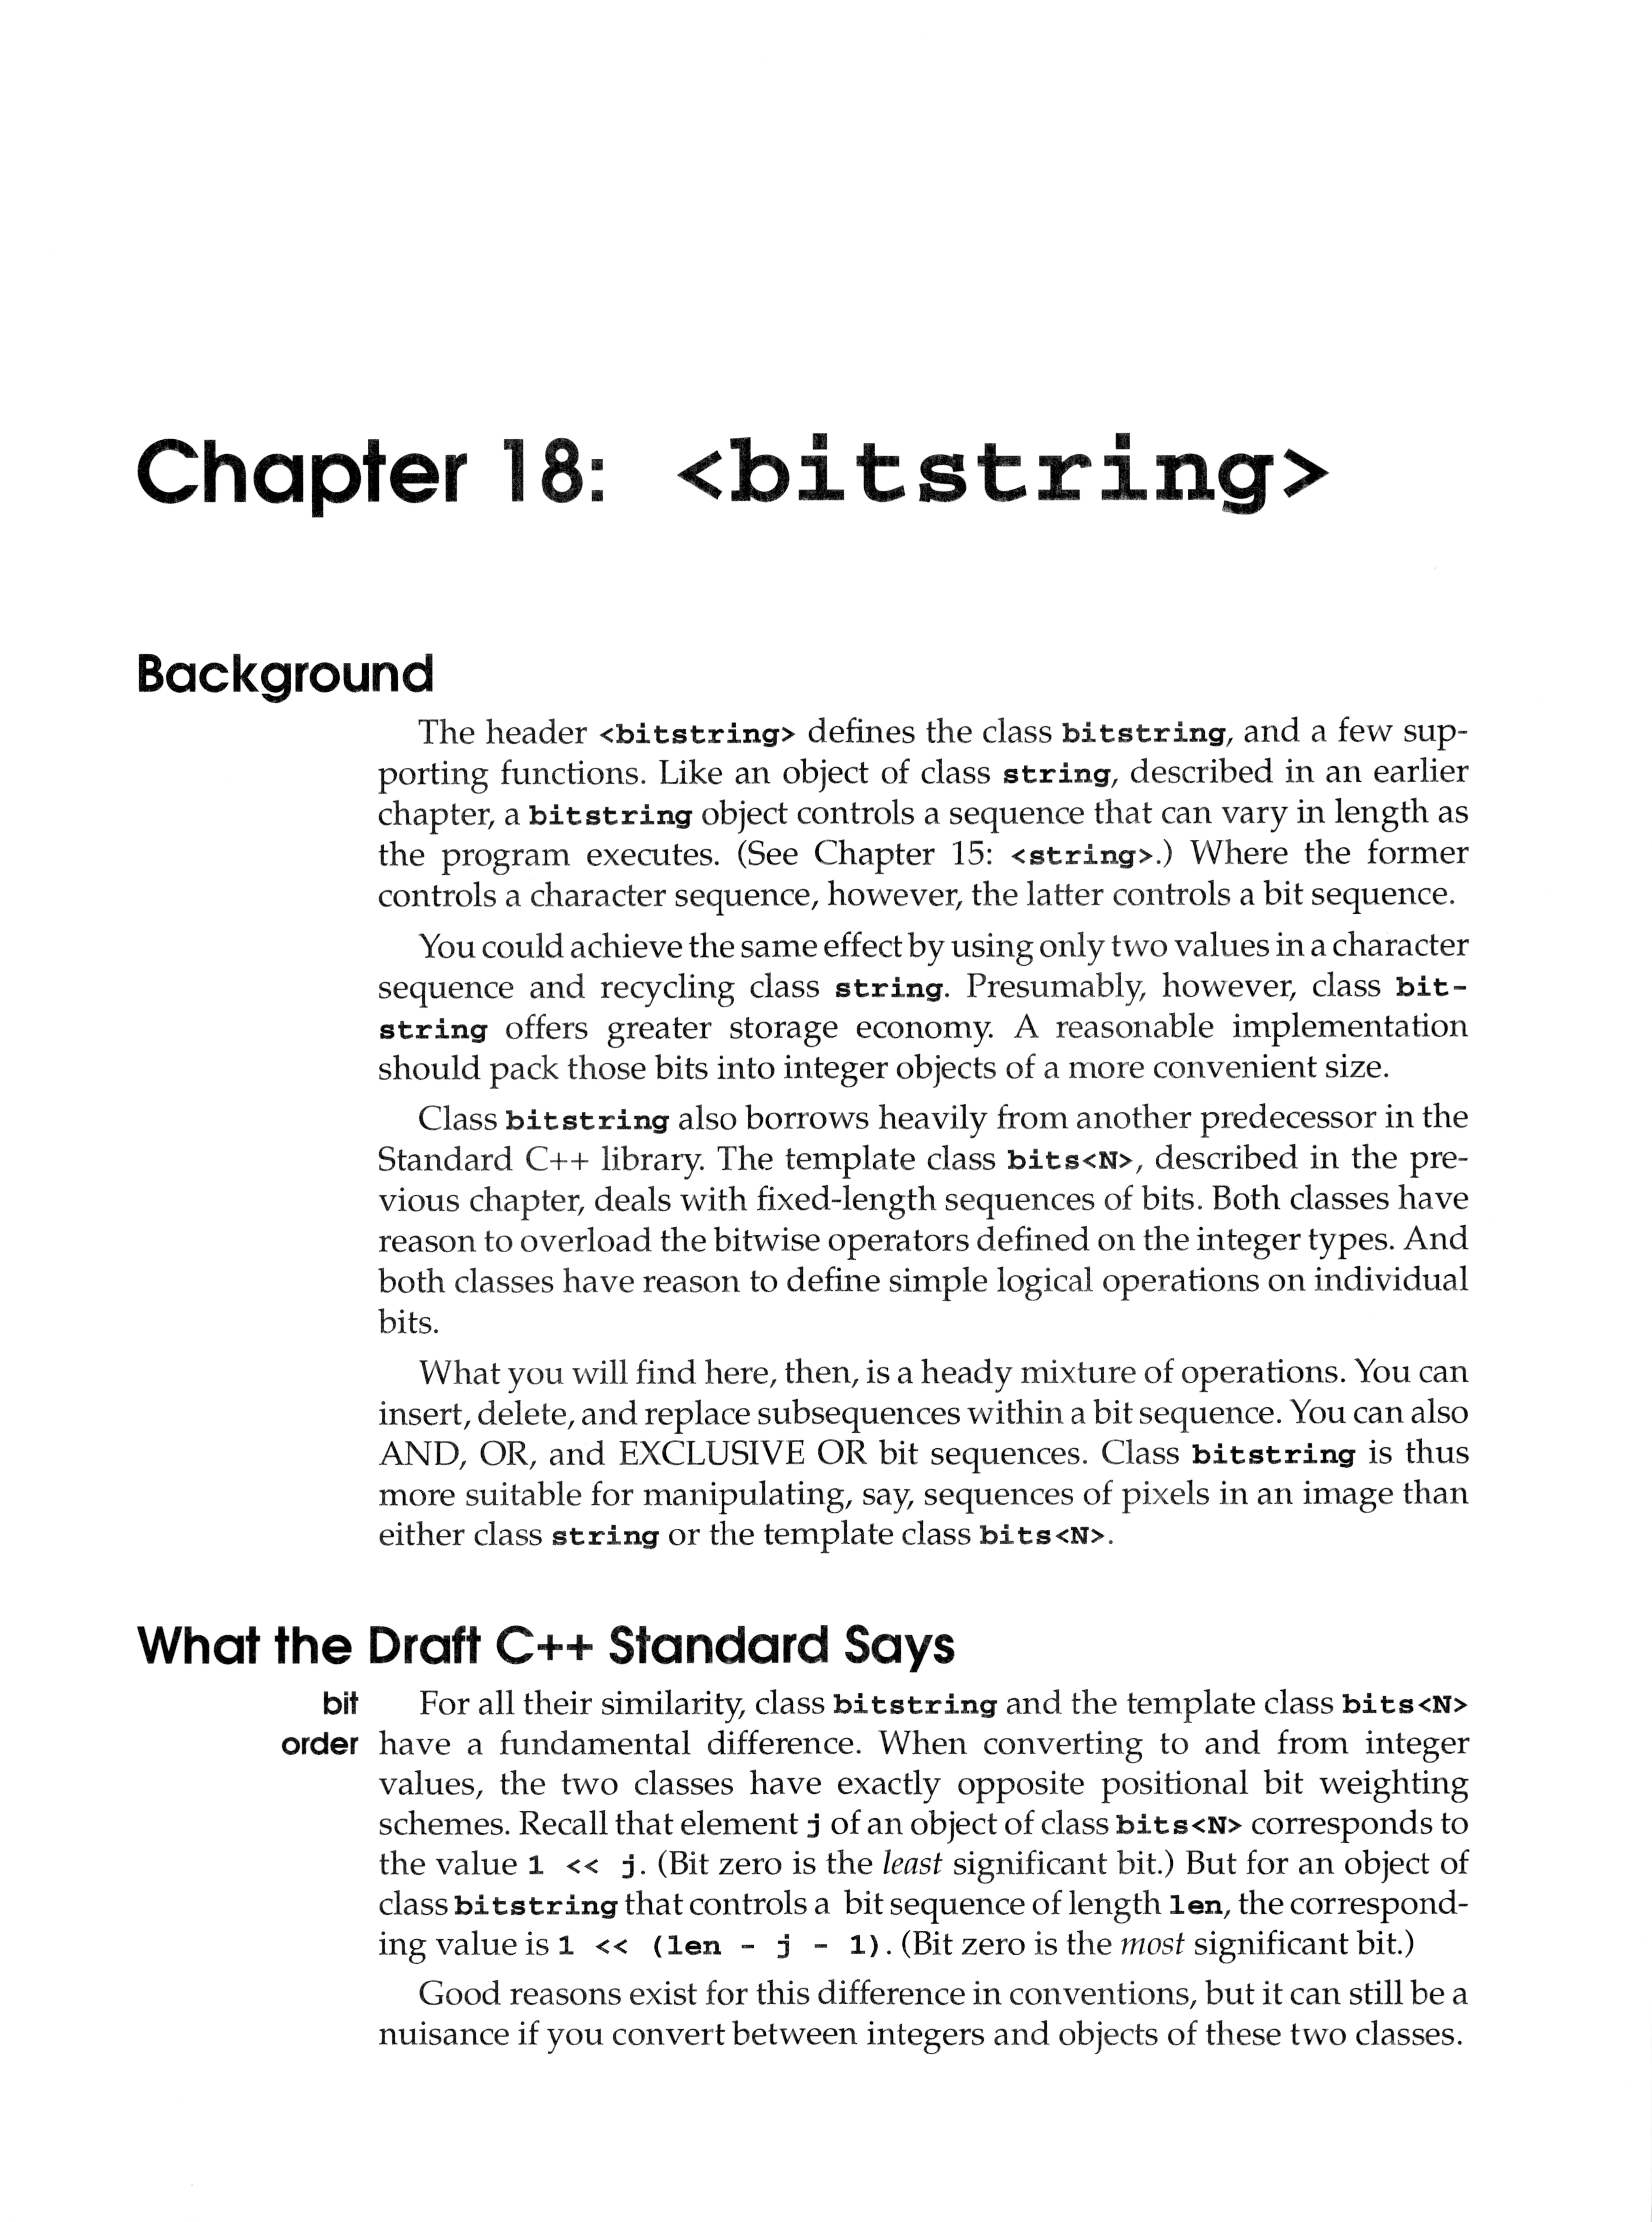 Chapter 18: <bitstring>
Background
The header <bitstring> defines the class bitstring, and a few sup-
porting functions. Like an object of class string, described in an earlier
chapter, a bitstring object controls a sequence that can vary in length as
the program executes. (See Chapter 15: <string>.) Where the former
controls a character sequence, however, the latter controls a bit sequence.
You could achieve the same effect by using only two values in a character
sequence and recycling class string. Presumably, however, class bit-
string offers greater storage economy. A reasonable implementation
should pack those bits into integer objects of a more convenient size.
Class bitstring also borrows heavily from another predecessor in the
Standard C++ library. The template class bits<N>, described in the pre-
vious chapter, deals with fixed-length sequences of bits. Both classes have
reason to overload the bitwise operators defined on the integer types. And
both classes have reason to define simple logical operations on individual
bits.
What you will find here, then, is a heady mixture of operations. You can
insert, delete, and replace subsequences within a bit sequence. You can also
AND, OR, and EXCLUSIVE OR bit sequences. Class bitstring is thus
more suitable for manipulating, say, sequences of pixels in an image than
either class string or the template class bits<N>.
What the Draft C++ Standard Says
bit For all their similarity, class bitstring and the template class bits<N>
order have a fundamental difference. When converting to and from integer
values, the two classes have exactly opposite positional bit weighting
schemes. Recall that element j of an object of class bits<N> corresponds to
the value 1 << j. (Bit zero is the least significant bit.) But for an object of
class bitstring that controls a bit sequence of length len, the correspond-
ing value is 1 << (len - j - 1). (Bit zero is the most significant bit.)
Good reasons exist for this difference in conventions, but it can still be a
nuisance if you convert between integers and objects of these two classes.